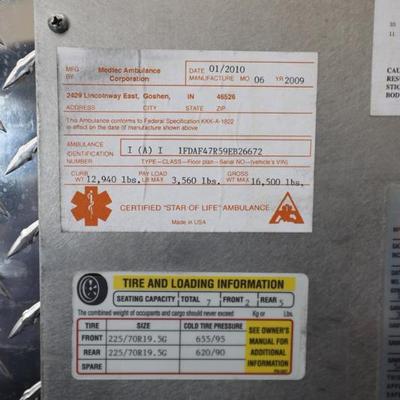 MFG BY Medtec Ambulance Corporation
DATE 01/2010
MANUFACTURE MO 06 YR 2009
2429 Lincolnway East, Goshen, IN 46526
ADDRESS CITY STATE ZIP
This Ambulance conforms to Federal Specification KKK-A-1822
in effect on the date of manufacture shown above
AMBULANCE IDENTIFICATION NUMBER I (A) I 1FDAF47R59EB26672
TYPE-CLASS-Floor plan-Serial NO-(vehicle's VIN)
CURB WT 12,940 lbs. PAY LOAD LB MAX 3,560 lbs. GROSS WT MAX 16,500 lbs,
CERTIFIED "STAR OF LIFE" AMBULANCE
Made in USA
TIRE AND LOADING INFORMATION
SEATING CAPACITY TOTAL 7 FRONT 2 REAR 5
The combined weight of occupants and cargo should never exceed Kg or Lbs.
TIRE SIZE COLD TIRE PRESSURE
FRONT 225/70R19.5G 655/95
REAR 225/70R19.5G 620/90
SPARE
SEE OWNER'S
MANUAL FOR
ADDITIONAL
INFORMATION